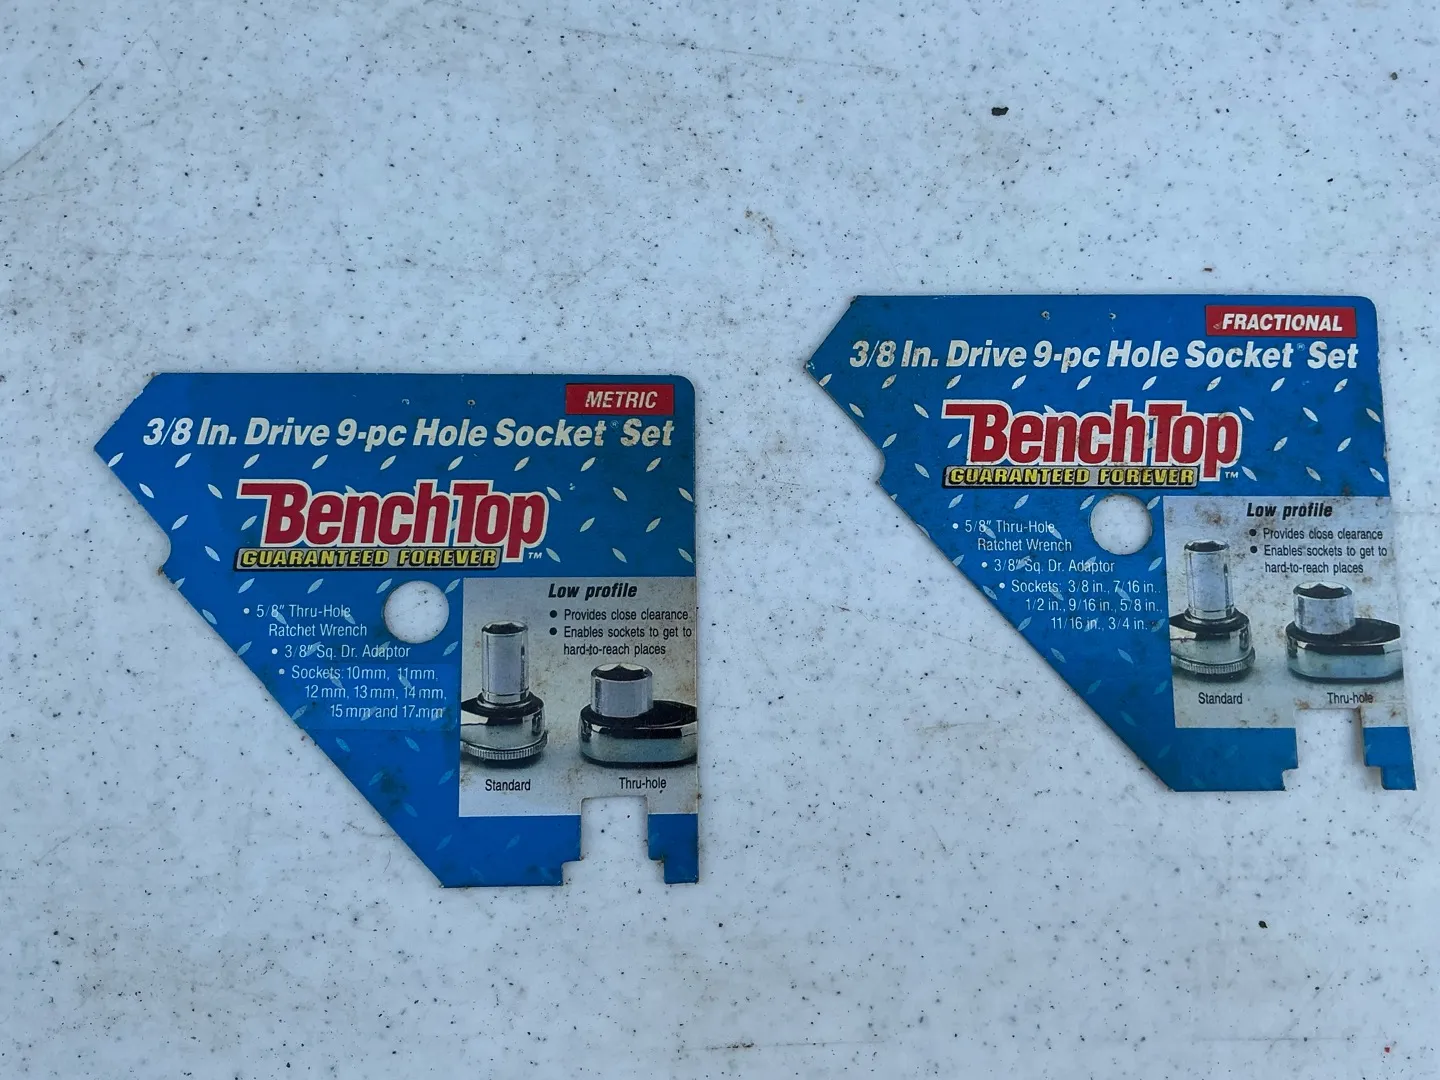 METRIC
3/8 In. Drive 9-pc Hole Socket® Set
BenchTop
GUARANTEED FOREVER ™
• 5/8" Thru-Hole
Ratchet Wrench
• 3/8" Sq. Dr. Adaptor
• Sockets: 10mm, 11mm,
12mm, 13mm, 14mm,
15mm and 17mm
Low profile
• Provides close clearance
• Enables sockets to get to
hard-to-reach places
Standard
Thru-hole
FRACTIONAL
3/8 In. Drive 9-pc Hole Socket® Set
BenchTop
GUARANTEED FOREVER ™
• 5/8" Thru-Hole
Ratchet Wrench
• 3/8" Sq. Dr. Adaptor
• Sockets: 3/8 in., 7/16 in.,
1/2 in., 9/16 in., 5/8 in.,
11/16 in., 3/4 in.
Low profile
• Provides close clearance
• Enables sockets to get to
hard-to-reach places
Standard
Thru-hole